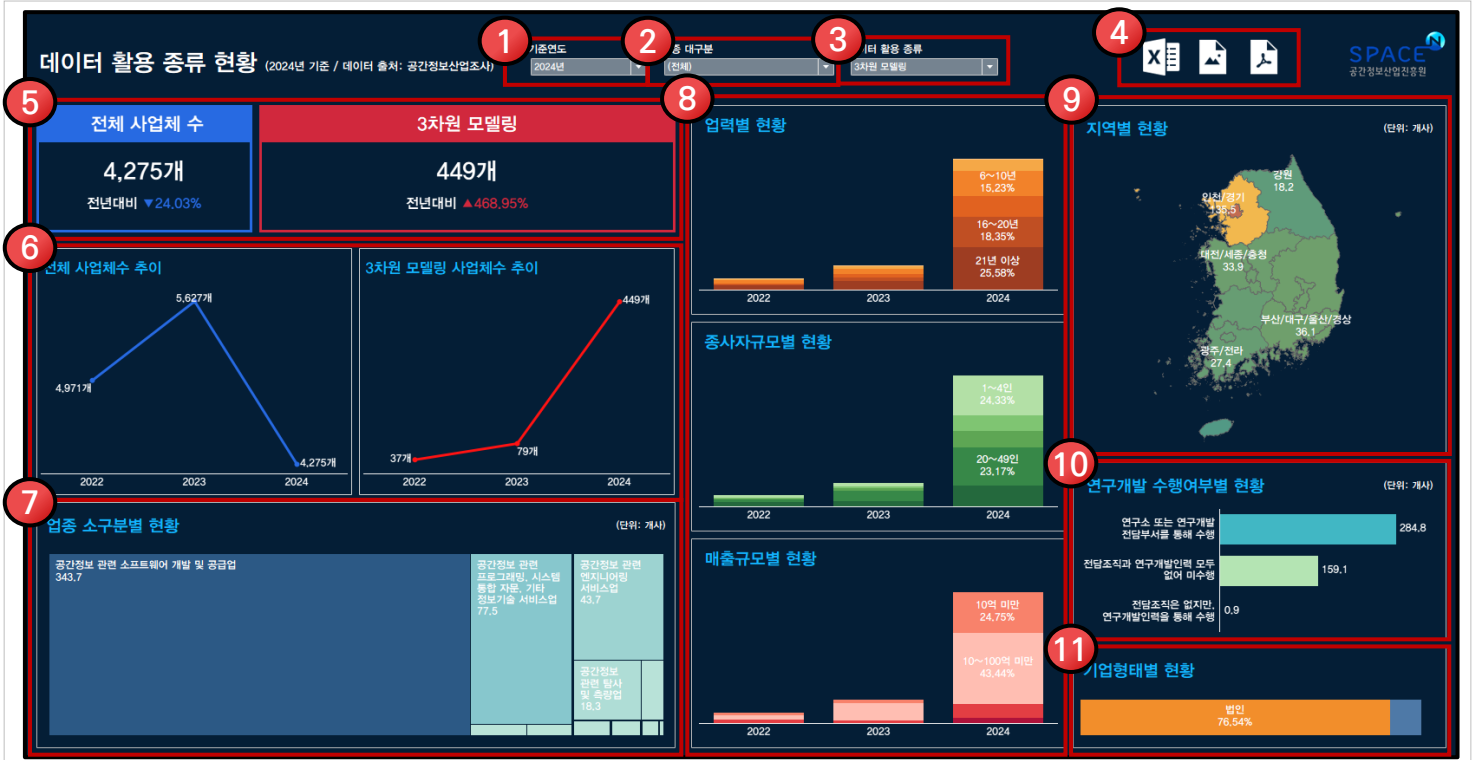 1
2
3
4
데이터 활용 종류 현황 (2024년 기준 / 데이터 출처: 공간정보산업조사)
기준연도
2024년
종 대구분
(전체)
이터 활용 종류
3차원 모델링
SPACE N
공간정보산업진흥원
5
전체 사업체 수
4,275개
전년대비 ▼24.03%
3차원 모델링
449개
전년대비 ▲468.95%
6
전체 사업체수 추이
4,971개
5,627개
4,275개
2022
2023
2024
3차원 모델링 사업체수 추이
37개
79개
449개
2022
2023
2024
7
업종 소구분별 현황
(단위: 개사)
공간정보 관련 소프트웨어 개발 및 공급업
343.7
공간정보 관련
프로그래밍, 시스템
통합 자문, 기타
정보기술 서비스업
77.5
공간정보 관련
엔지니어링
서비스업
43.7
공간정보
관련 탐사
및 측량업
18.3
8
업력별 현황
6~10년
15.23%
16~20년
18.35%
21년 이상
25.58%
2022
2023
2024
종사자규모별 현황
1~4인
24.33%
20~49인
23.17%
2022
2023
2024
매출규모별 현황
10억 미만
24.75%
10~100억 미만
43.44%
2022
2023
2024
9
지역별 현황
(단위: 개사)
강원
18.2
인천/경기
대전/세종/충청
33.9
부산/대구/울산/경상
36.1
광주/전라
27.4
10
연구개발 수행여부별 현황
(단위: 개사)
연구소 또는 연구개발
전담부서를 통해 수행
284.8
전담조직과 연구개발인력 모두
없어 미수행
159.1
전담조직은 없지만,
연구개발인력을 통해 수행
0.9
11
기업형태별 현황
법인
76.54%